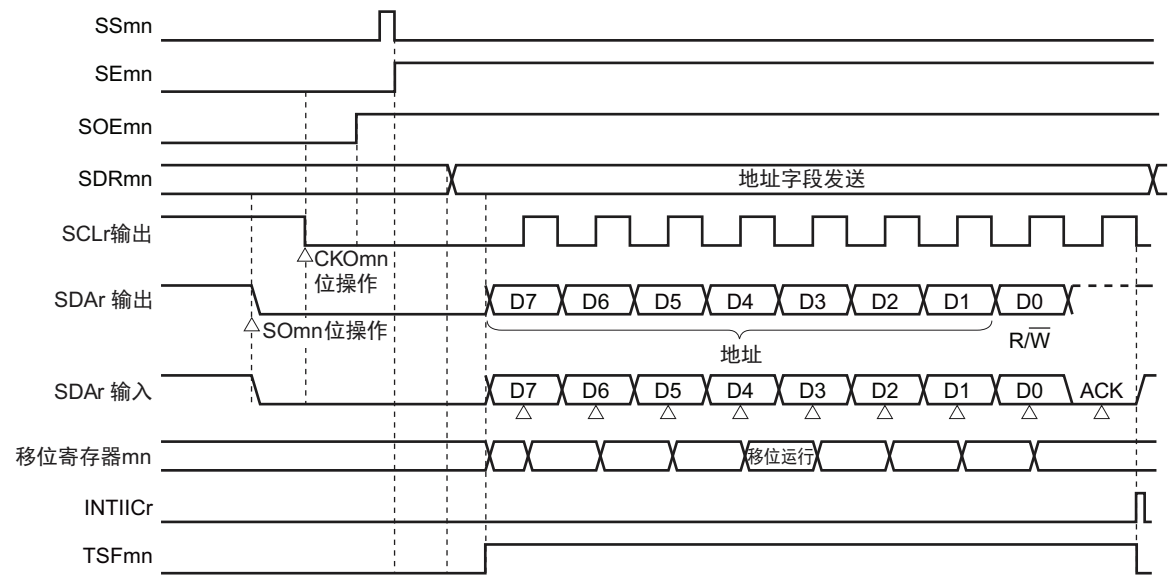 SSmn
SEmn
SOEmn
SDRmn
地址字段发送
SCLr输出
CKOmn
位操作
SDAr 输出
D7 D6 D5 D4 D3 D2 D1 D0
SOmn位操作
地址
R/W̅
SDAr 输入
D7 D6 D5 D4 D3 D2 D1 D0 ACK
移位寄存器mn
移位运行
INTIICr
TSFmn